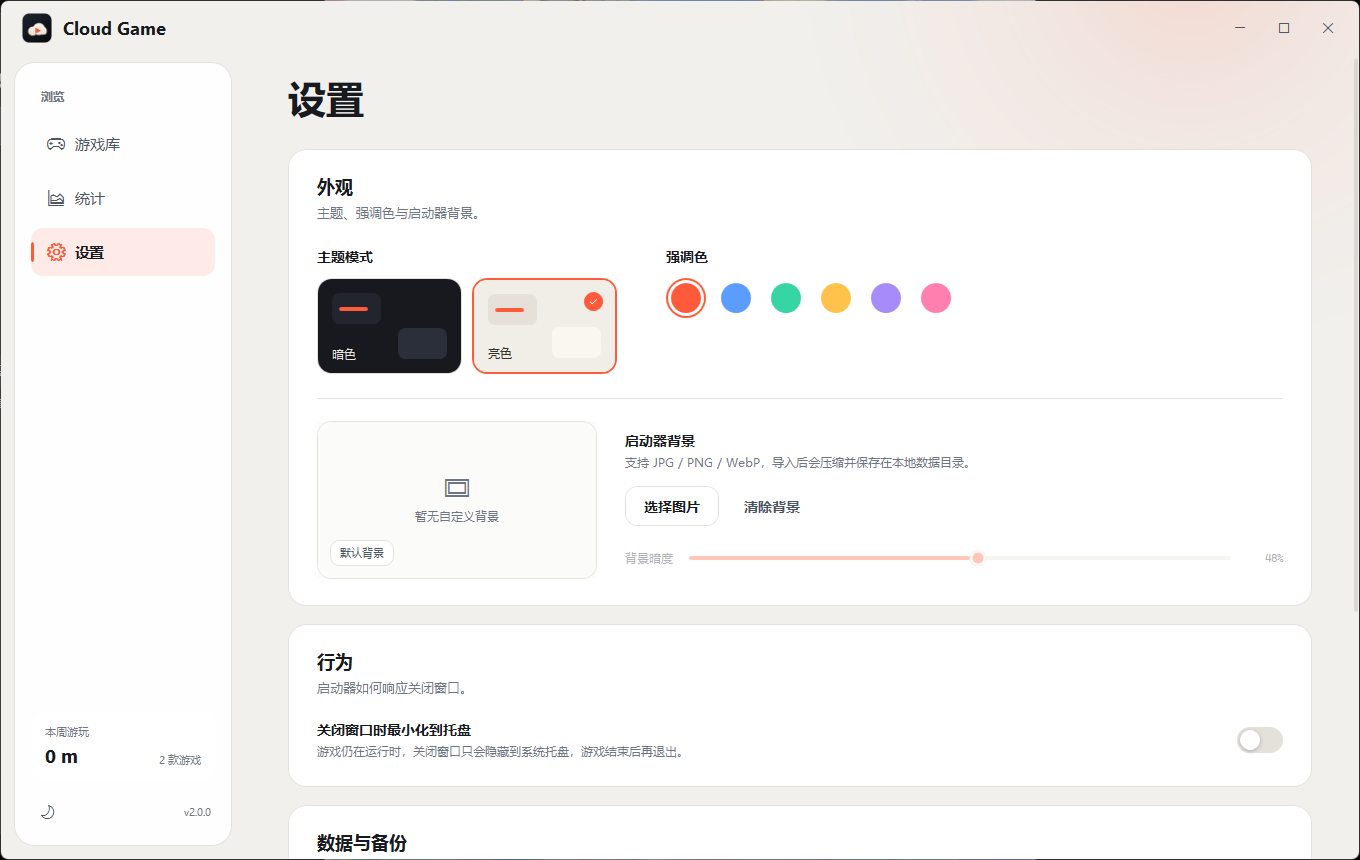 Cloud Game
浏览
游戏库
统计
设置
本周游玩
0 m
2 款游戏
v2.0.0
设置
外观
主题、强调色与启动器背景。
主题模式
强调色
暗色
亮色
暂无自定义背景
默认背景
启动器背景
支持 JPG / PNG / WebP，导入后会压缩并保存在本地数据目录。
选择图片
清除背景
背景暗度
48%
行为
启动器如何响应关闭窗口。
关闭窗口时最小化到托盘
游戏仍在运行时，关闭窗口只会隐藏到系统托盘，游戏结束后再退出。
数据与备份